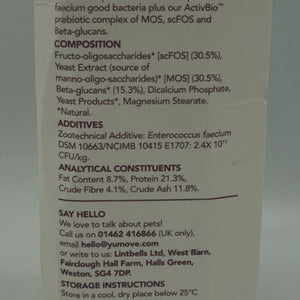 faecium good bacteria plus our ActivBio™
prebiotic complex of MOS, scFOS and
Beta-glucans.
COMPOSITION
Fructo-oligosaccharides* [scFOS] (30.5%),
Yeast Extract (source of
manno-oligo-saccharides)* [MOS] (30.5%),
Beta-glucans* (15.3%), Dicalcium Phosphate,
Yeast Products*, Magnesium Stearate.
*Natural.
ADDITIVES
Zootechnical Additive: Enterococcus faecium
DSM 10663/NCIMB 10415 E1707: 2.4X 10¹¹
CFU/kg.
ANALYTICAL CONSTITUENTS
Fat Content 8.7%, Protein 21.3%,
Crude Fibre 4.1%, Crude Ash 11.8%.
SAY HELLO
We love to talk about pets!
Call us on 01462 416866 (UK only),
email hello@yumove.com
or write to us: Lintbells Ltd, West Barn,
Fairclough Hall Farm, Halls Green,
Weston, SG4 7DP.
STORAGE INSTRUCTIONS
Store in a cool, dry place below 25°C